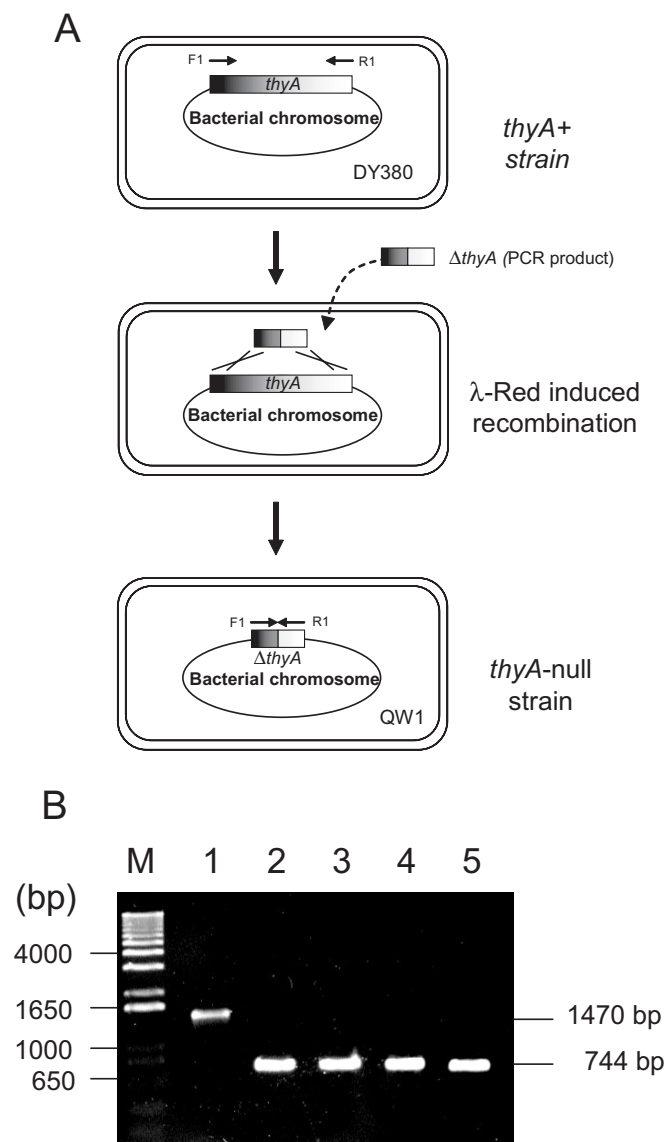 A
F1
R1
thyA
Bacterial chromosome
DY380
thyA+
strain
ΔthyA (PCR product)
thyA
Bacterial chromosome
λ-Red induced
recombination
F1
R1
ΔthyA
Bacterial chromosome
QW1
thyA-null
strain
B
M 1 2 3 4 5
(bp)
4000
1650
1000
650
1470 bp
744 bp